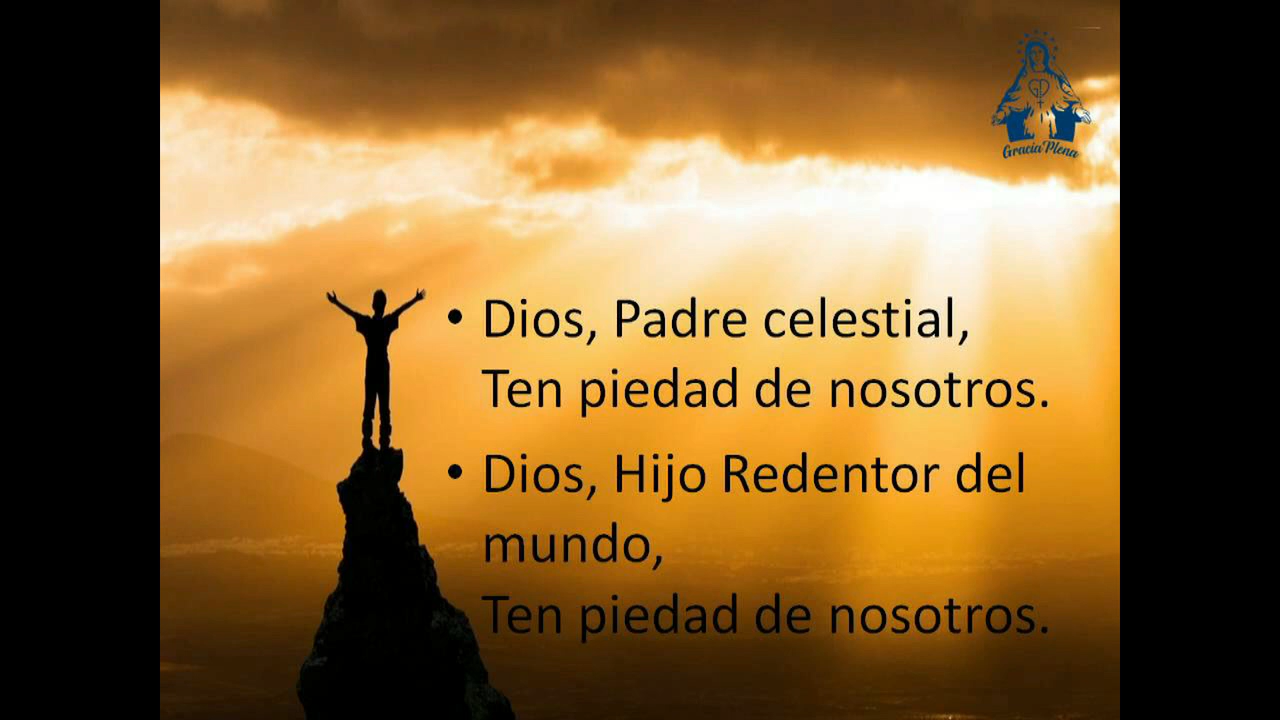 Gracia Plena
• Dios, Padre celestial,
Ten piedad de nosotros.
• Dios, Hijo Redentor del
mundo,
Ten piedad de nosotros.